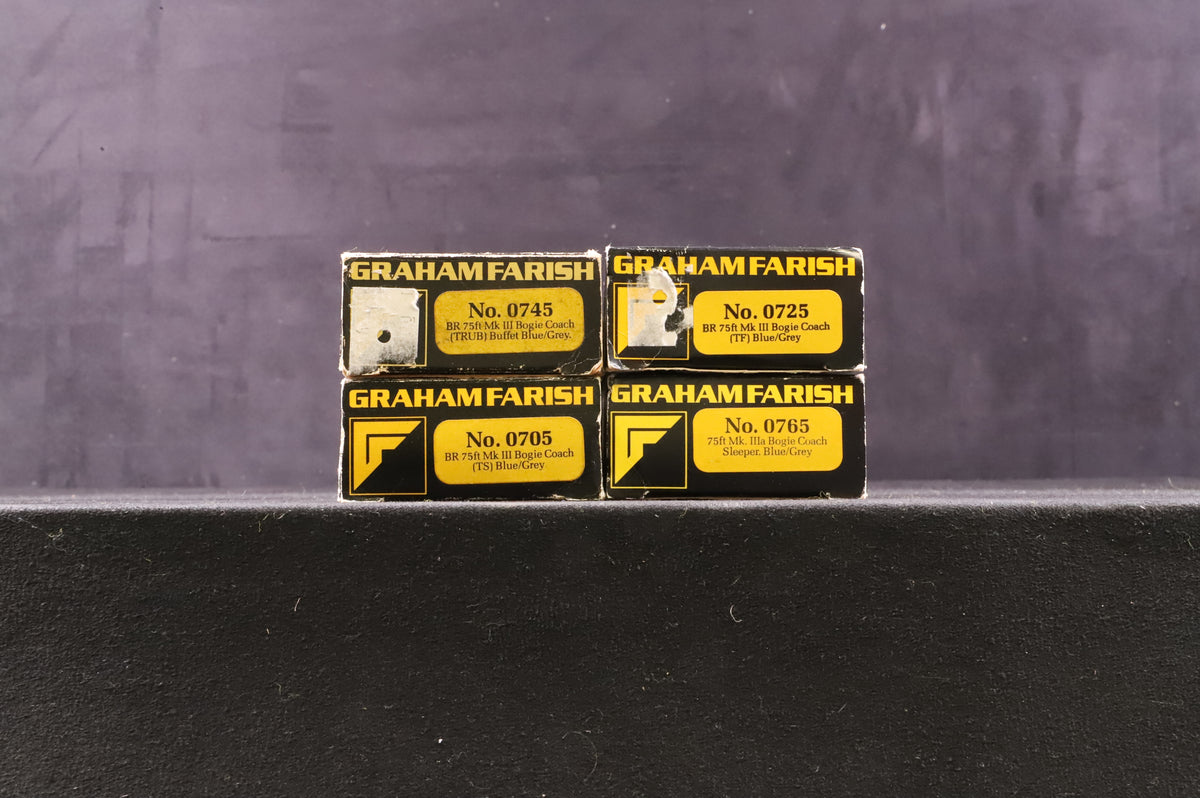 GRAHAM FARISH
No. 0745
BR 75ft Mk III Bogie Coach
(TRUB) Buffet Blue/Grey.
GRAHAM FARISH
No. 0725
BR 75ft Mk III Bogie Coach
(TF) Blue/Grey
GRAHAM FARISH
No. 0705
BR 75ft Mk III Bogie Coach
(TS) Blue/Grey
GRAHAM FARISH
No. 0765
75ft Mk. IIIa Bogie Coach
Sleeper. Blue/Grey